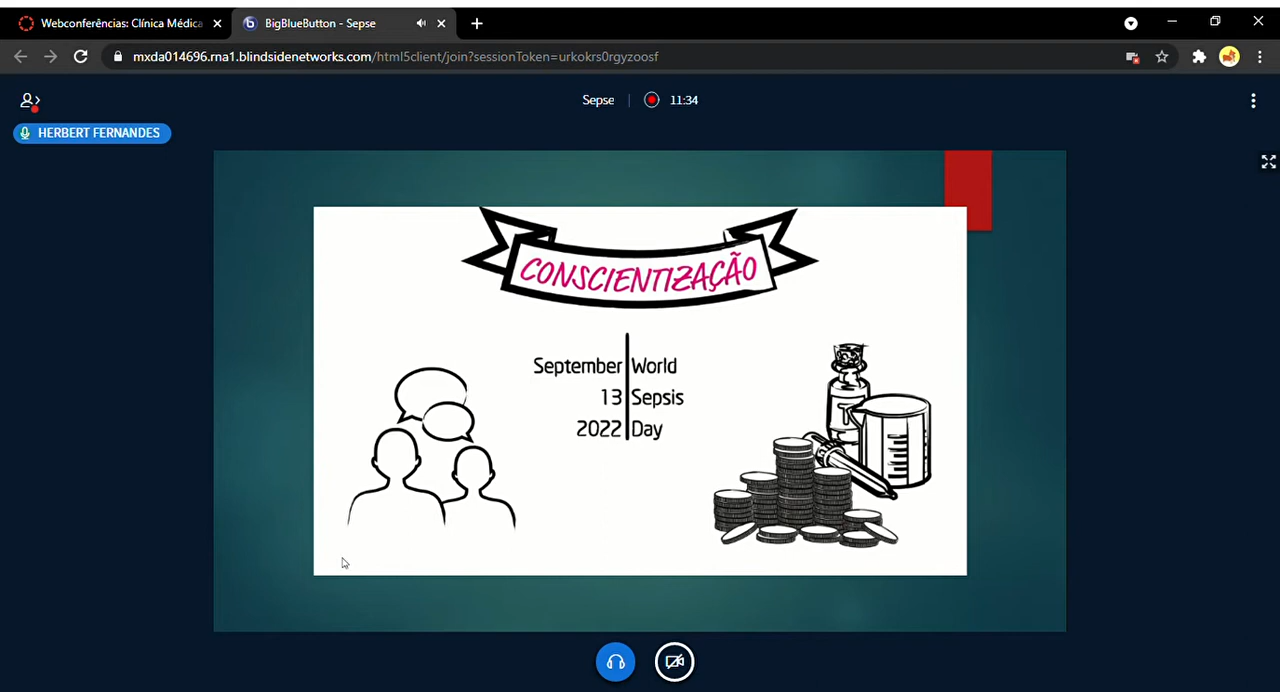 Webconferências: Clínica Médica
BigBlueButton - Sepse
mxda014696.rna1.blindsidenetworks.com/html5client/join?sessionToken=urkokrs0rgyzoosf
Sepse | 11:34
HERBERT FERNANDES
CONSCIENTIZAÇÃO
September World
13 Sepsis
2022 Day